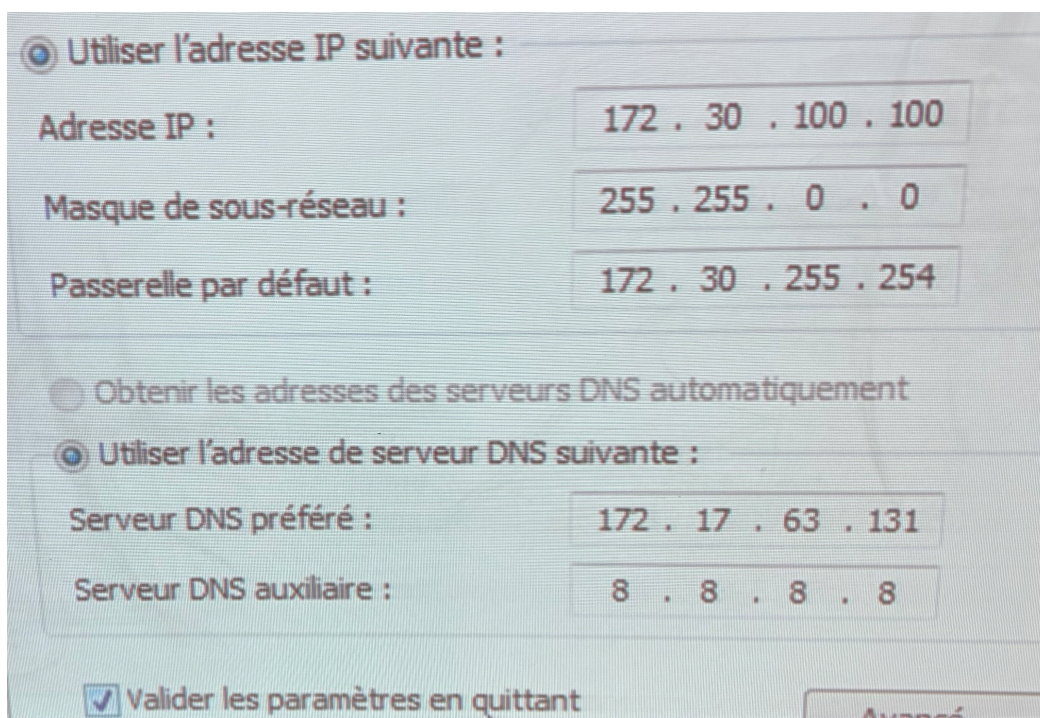 Utiliser l'adresse IP suivante :
Adresse IP : 172 . 30 . 100 . 100
Masque de sous-réseau : 255 . 255 . 0 . 0
Passerelle par défaut : 172 . 30 . 255 . 254
Obtenir les adresses des serveurs DNS automatiquement
Utiliser l'adresse de serveur DNS suivante :
Serveur DNS préféré : 172 . 17 . 63 . 131
Serveur DNS auxiliaire : 8 . 8 . 8 . 8
Valider les paramètres en quittant
Avancé